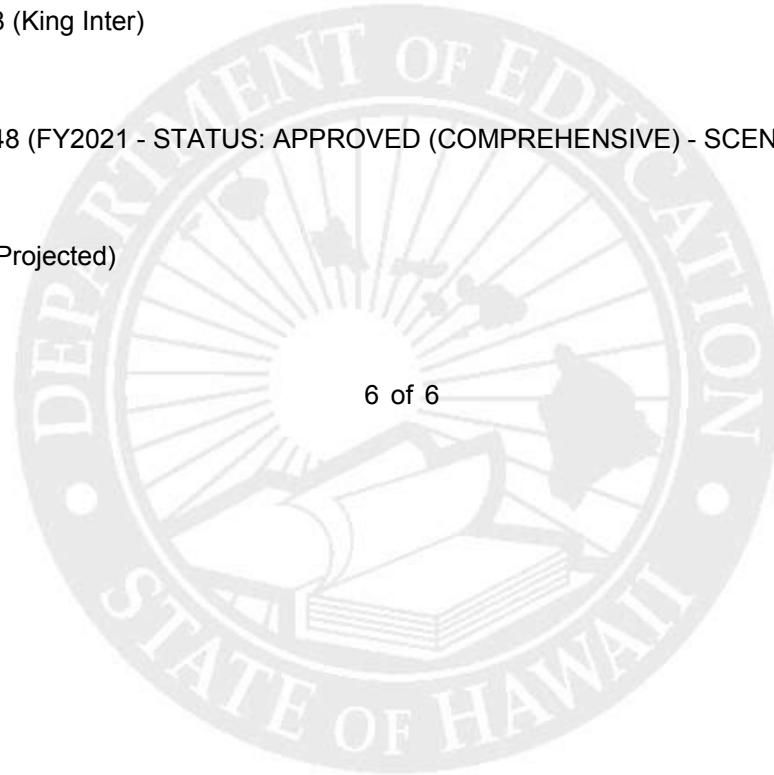 3 (King Inter)
48 (FY2021 - STATUS: APPROVED (COMPREHENSIVE) - SCEN
Projected)
6 of 6
DEPARTMENT OF EDUCATION
STATE OF HAWAII